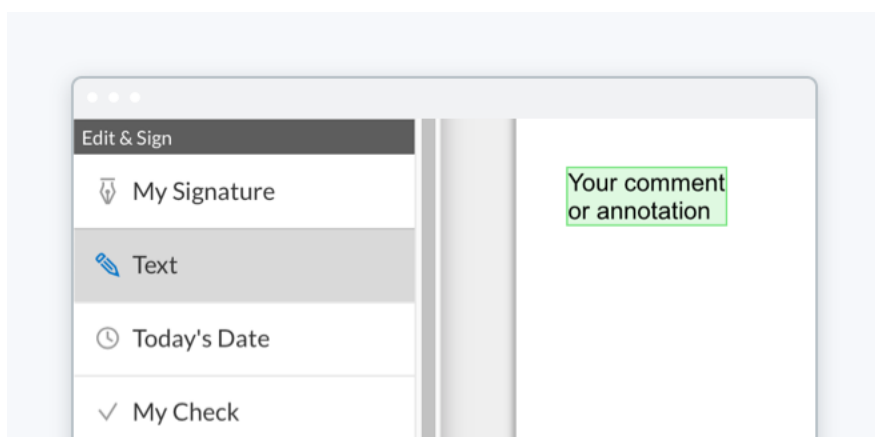 Edit & Sign
My Signature
Text
Today's Date
My Check
Your comment
or annotation